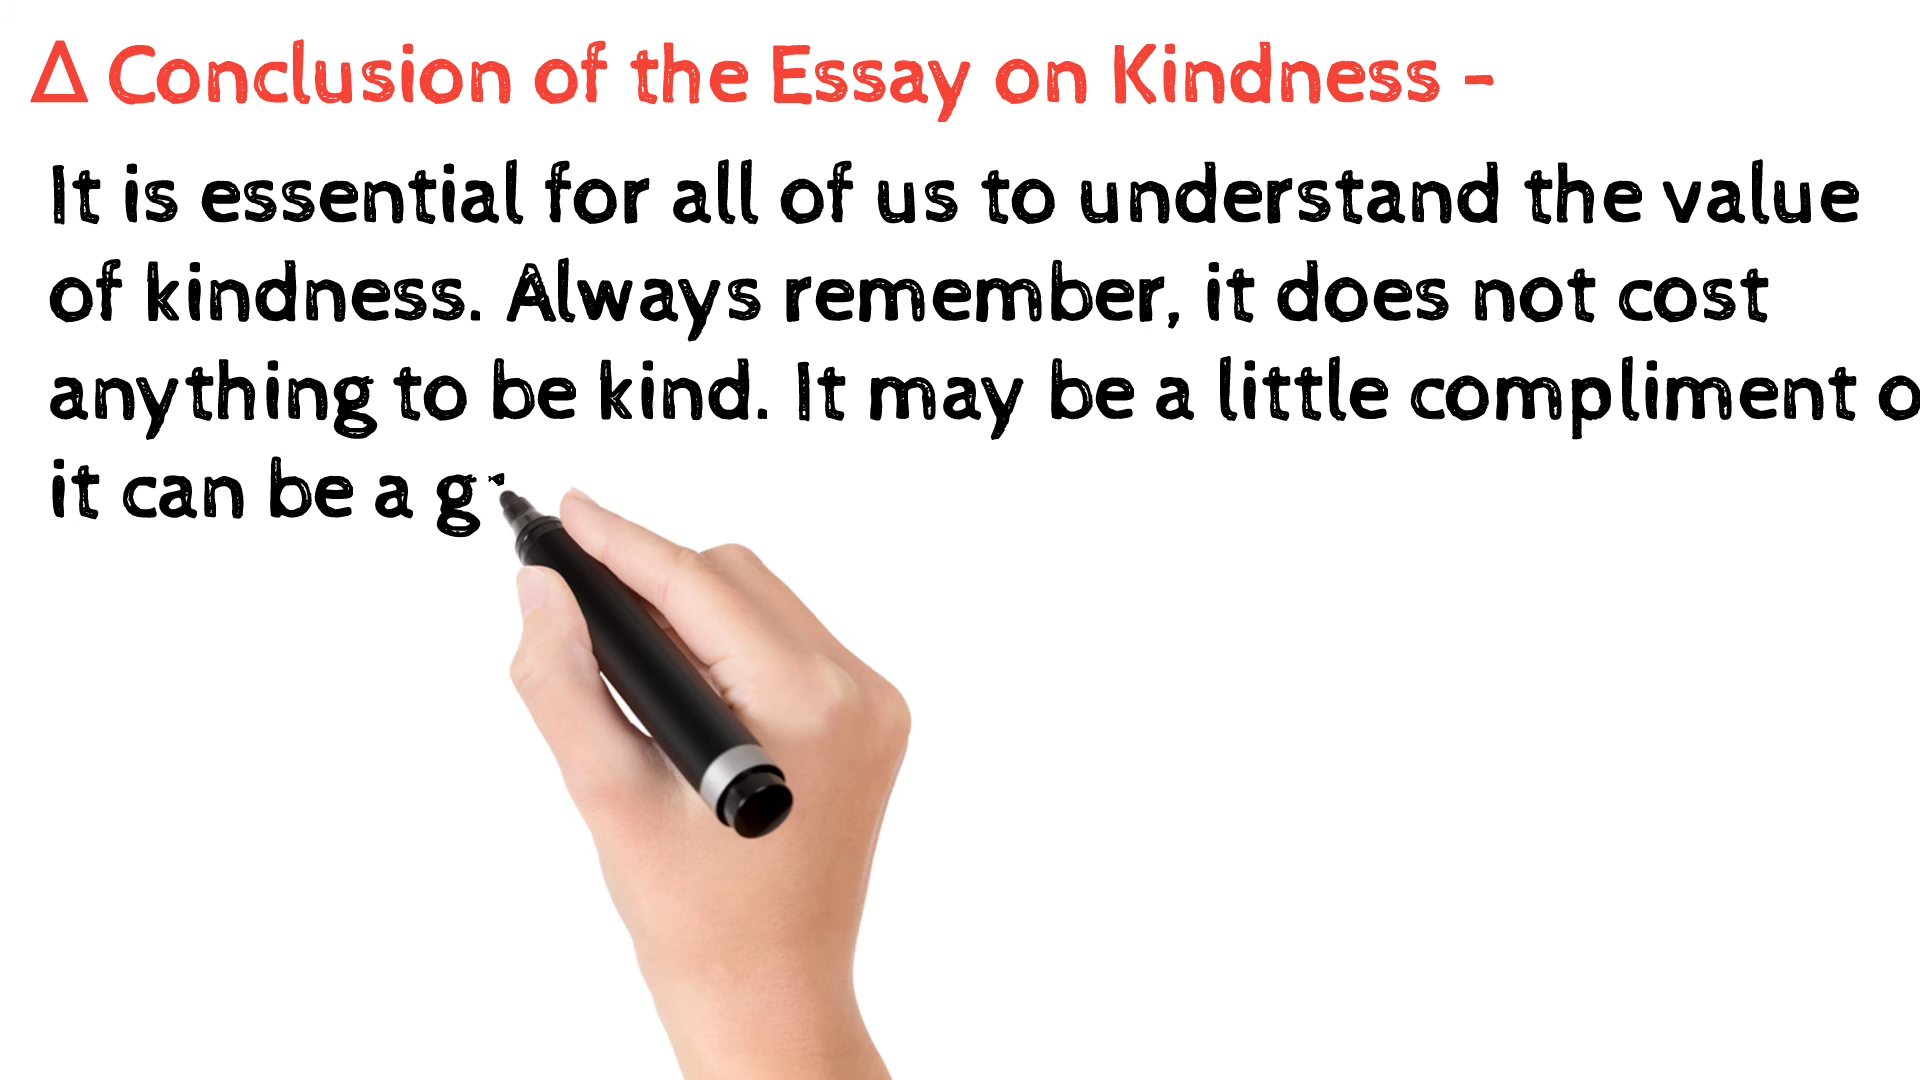 Δ Conclusion of the Essay on Kindness -
It is essential for all of us to understand the value
of kindness. Always remember, it does not cost
anything to be kind. It may be a little compliment
it can be a